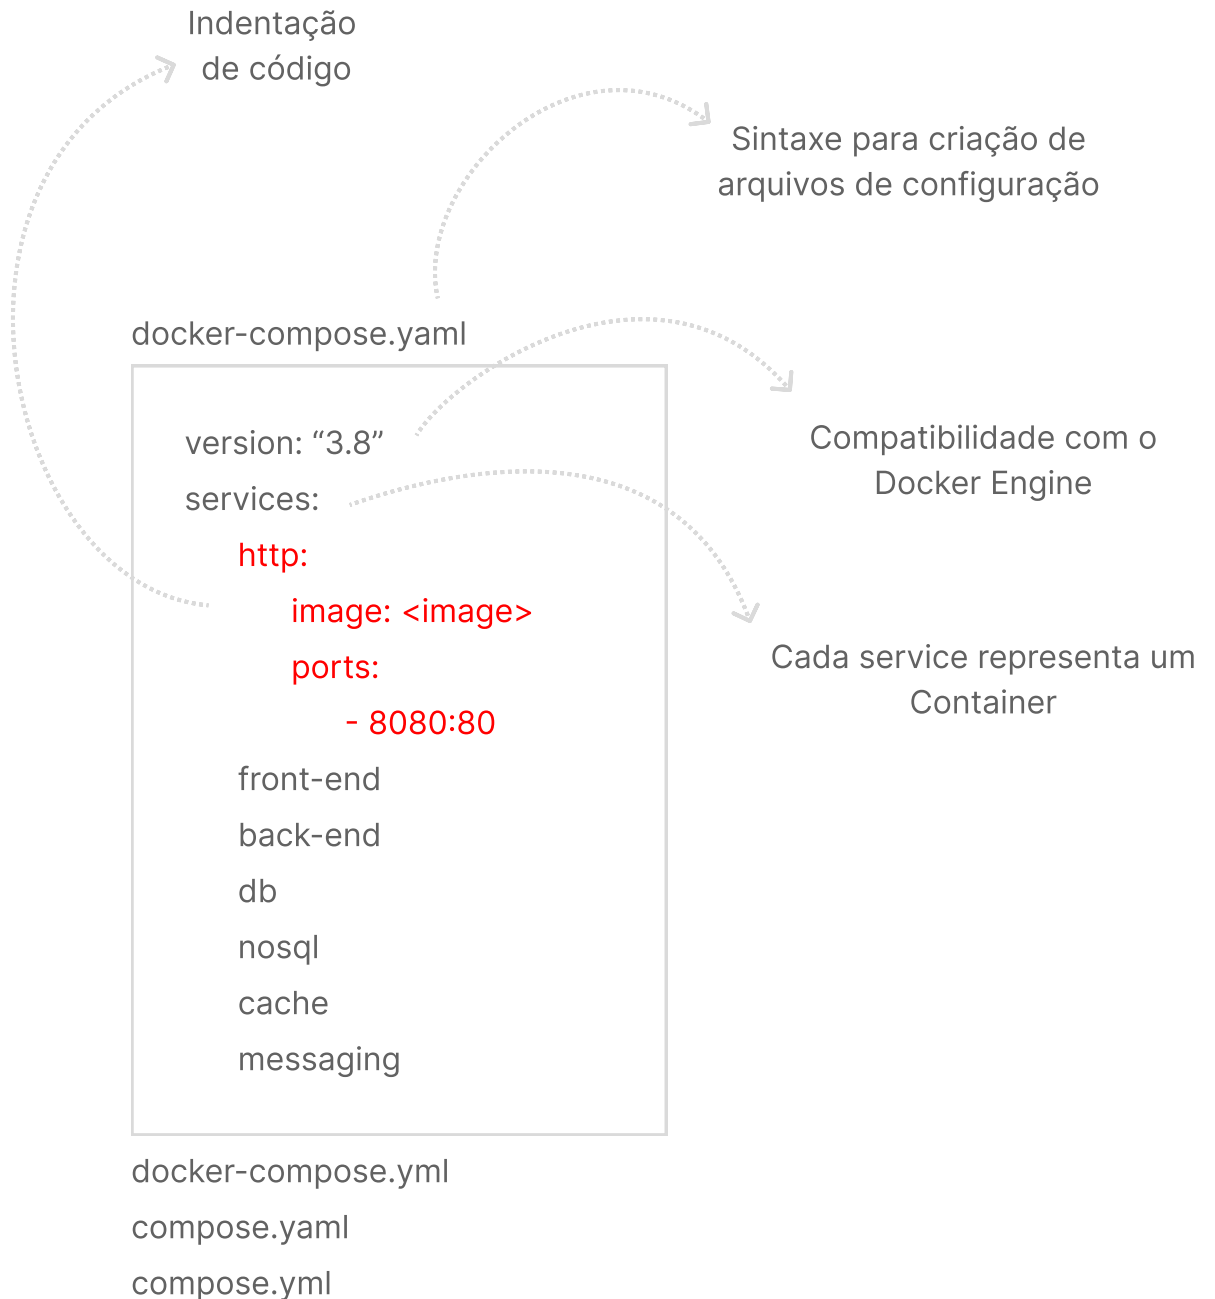 Indentação
de código
Sintaxe para criação de
arquivos de configuração
docker-compose.yaml
version: “3.8”
services:
http:
image: <image>
ports:
- 8080:80
front-end
back-end
db
nosql
cache
messaging
Compatibilidade com o
Docker Engine
Cada service representa um
Container
docker-compose.yml
compose.yaml
compose.yml